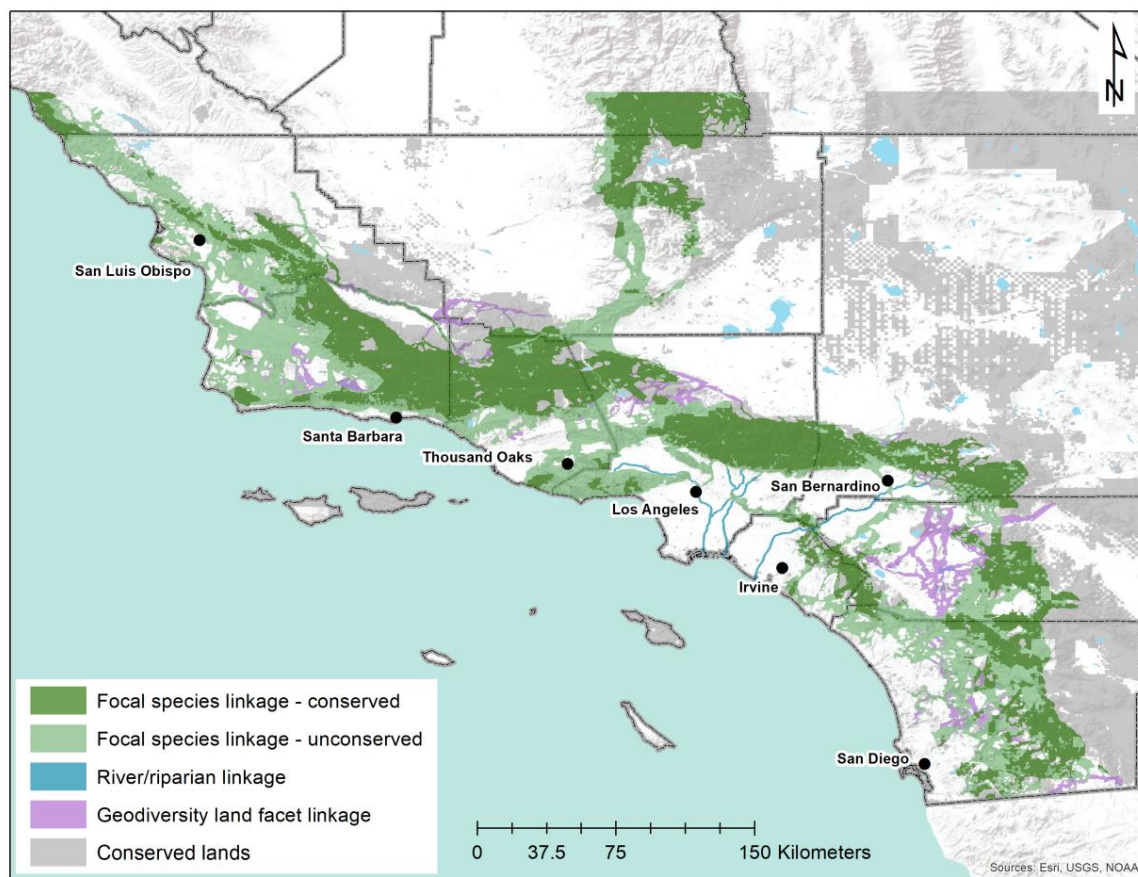 N
San Luis Obispo
Santa Barbara
Thousand Oaks
Los Angeles
San Bernardino
Irvine
San Diego
Focal species linkage - conserved
Focal species linkage - unconserved
River/riparian linkage
Geodiversity land facet linkage
Conserved lands
0 37.5 75 150 Kilometers
Sources: Esri, USGS, NOAA